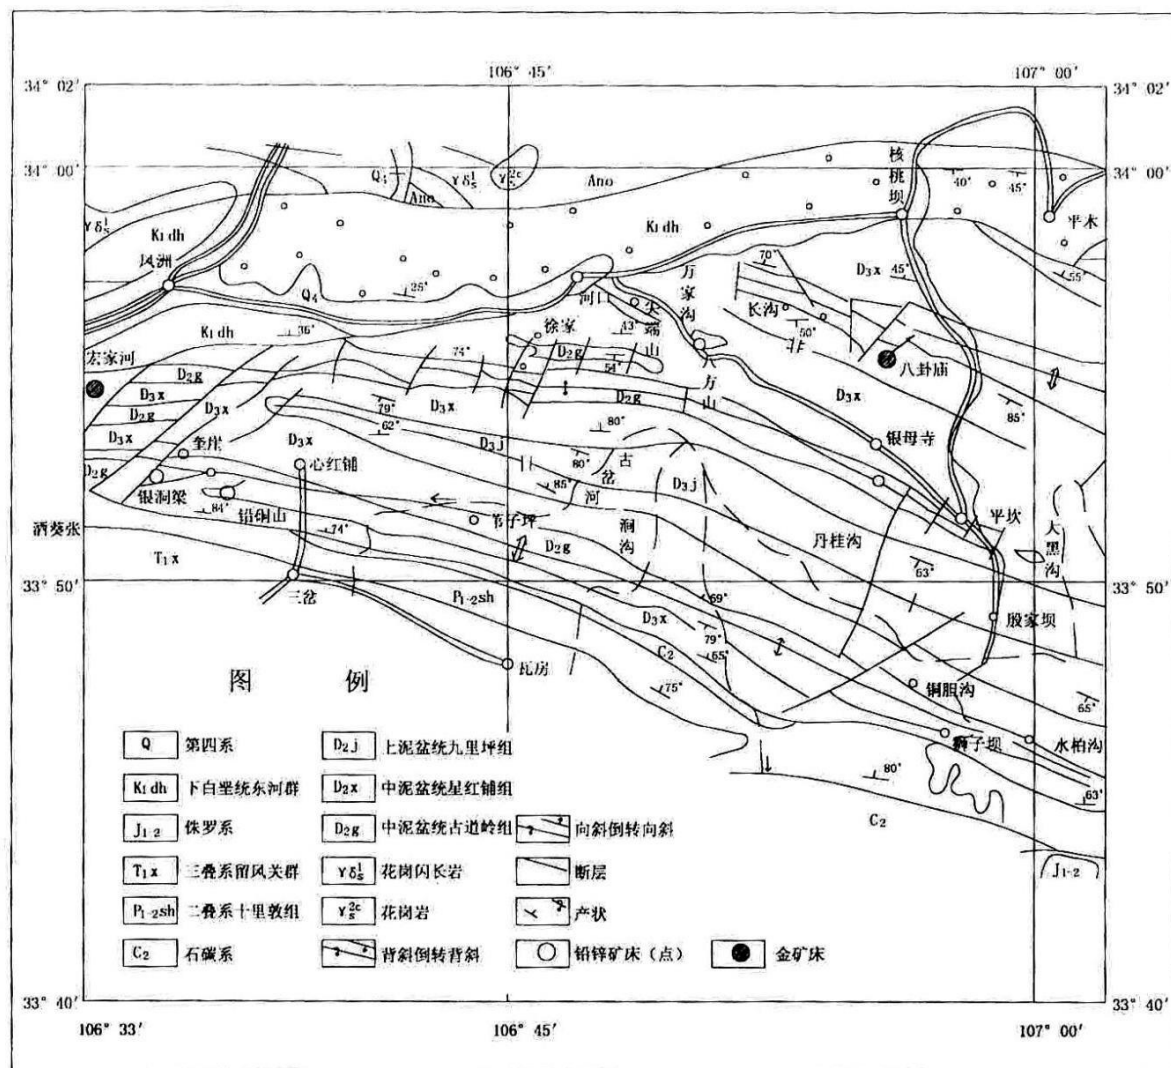 106° 45′
107° 00′
34° 02′
34° 02′
34° 00′
34° 00′
核桃坝
Q₄
γδ₅¹
γ₅²ᶜ
Ano
Ano
40°
45°
平木
γδ₅¹
K₁dh
K₁dh
凤洲
万家沟
70°
D₃x
45°
55°
25°
Q₄
河口
尖端山
长沟
50°
K₁dh
36°
徐家
43°
八卦庙
宏家河
74°
D₂g
54°
八方山
D₂g
D₃x
D₂g
D₃x
D₃x
79°
D₃x
D₂g
D₃x
85°
D₃x
62°
80°
银母寺
奎崖
D₃x
D₃j
D₂g
心红铺
80°
古岔河
D₃j
银洞梁
85°
84°
铅硐山
苇子坪
洞沟
平坎
大黑沟
酒葵张
74°
D₂g
丹桂沟
T₁x
63°
33° 50′
33° 50′
三岔
P₁₋₂sh
69°
殷家坝
D₃x
79°
65°
C₂
瓦房
75°
铜胆沟
65°
狮子坝
水柏沟
80°
63°
C₂
J₁₋₂
图 例
Q 第四系
D₂j 上泥盆统九里坪组
K₁dh 下白垩统东河群
D₂x 中泥盆统星红铺组
J₁₋₂ 侏罗系
D₂g 中泥盆统古道岭组
向斜倒转向斜
T₁x 三叠系留风关群
γδ₅¹ 花岗闪长岩
断层
P₁₋₂sh 二叠系十里敦组
γ₅²ᶜ 花岗岩
产状
C₂ 石碳系
背斜倒转背斜
铅锌矿床（点）
金矿床
33° 40′
33° 40′
106° 33′
106° 45′
107° 00′